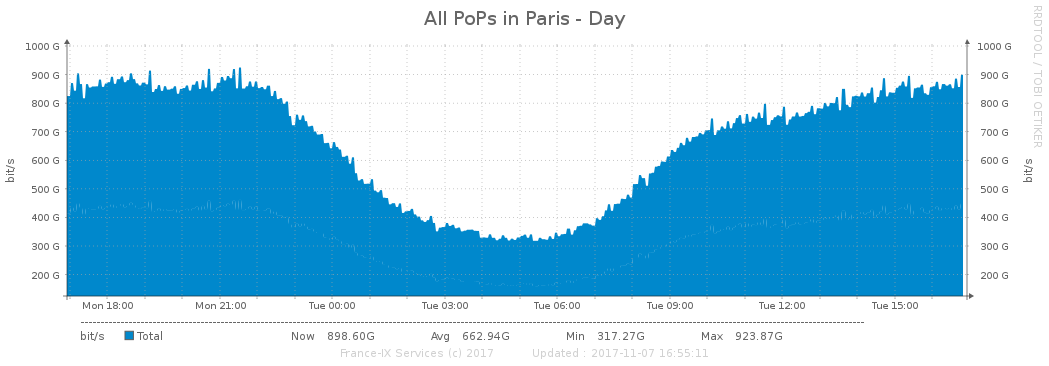 All PoPs in Paris - Day
RRDTOOL / TOBI OETIKER
bit/s
1000 G
900 G
800 G
700 G
600 G
500 G
400 G
300 G
200 G
1000 G
900 G
800 G
700 G
600 G
500 G
400 G
300 G
200 G
bit/s
Mon 18:00 Mon 21:00 Tue 00:00 Tue 03:00 Tue 06:00 Tue 09:00 Tue 12:00 Tue 15:00
bit/s Total Now 898.60G Avg 662.94G Min 317.27G Max 923.87G
France-IX Services (c) 2017 Updated : 2017-11-07 16:55:11